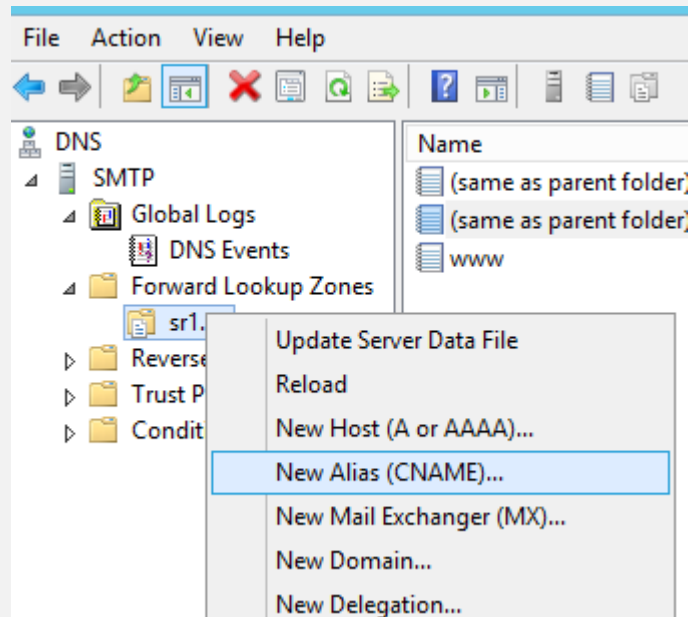 File Action View Help
DNS
SMTP
Global Logs
DNS Events
Forward Lookup Zones
sr1.
Reverse
Trust P
Condit
Name
(same as parent folder)
(same as parent folder)
www
Update Server Data File
Reload
New Host (A or AAAA)...
New Alias (CNAME)...
New Mail Exchanger (MX)...
New Domain...
New Delegation...